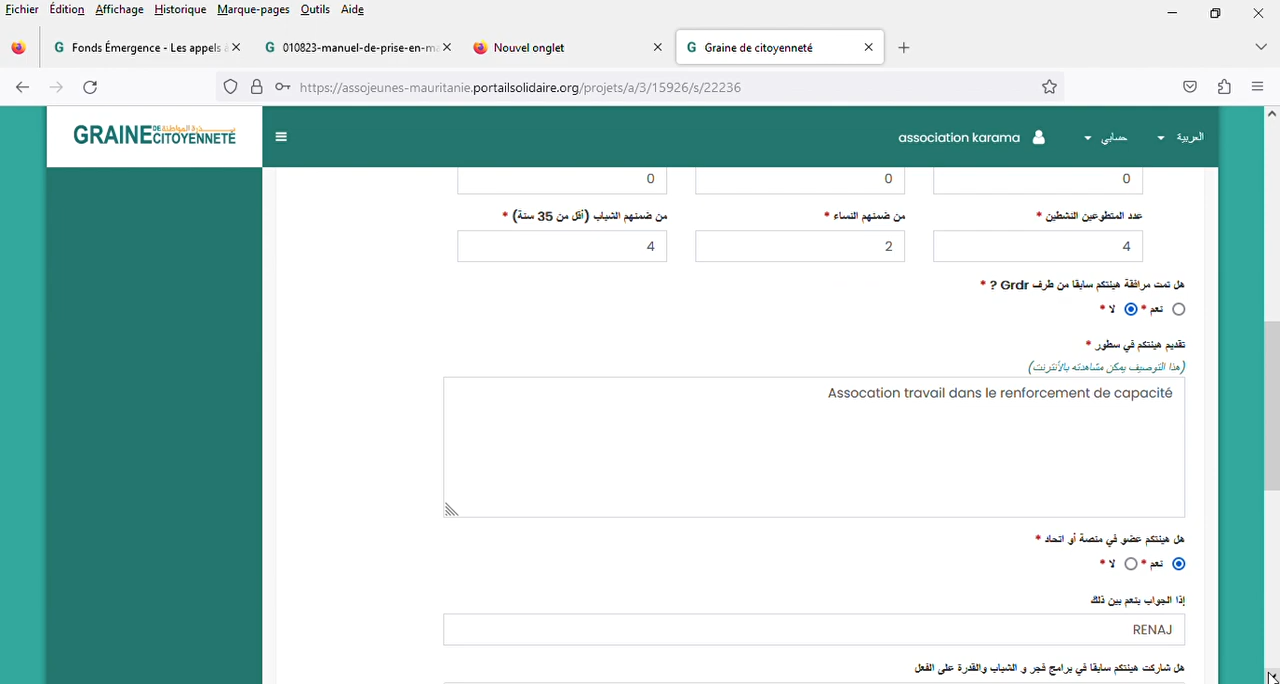 Fichier Édition Affichage Historique Marque-pages Outils Aide
Fonds Émergence - Les appels à
010823-manuel-de-prise-en-ma
Nouvel onglet
Graine de citoyenneté
https://assojeunes-mauritanie.portailsolidaire.org/projets/a/3/15926/s/22236
GRAINE DE CITOYENNETÉ
العربية
حسابي
association karama
0
0
0
عدد المتطوعين النشطين *
من ضمنهم النساء *
من ضمنهم الشباب (أقل من 35 سنة) *
4
2
4
هل تمت مرافقة هيئتكم سابقا من طرف Grdr ? *
نعم * لا *
تقديم هيئتكم في سطور *
(هذا التوصيف يمكن مشاهدته بالأنترنت)
Assocation travail dans le renforcement de capacité
هل هيئتكم عضو في منصة أو اتحاد *
نعم * لا *
إذا الجواب بنعم بين ذلك
RENAJ
هل شاركت هيئتكم سابقا في برامج فجر و الشباب والقدرة على الفعل